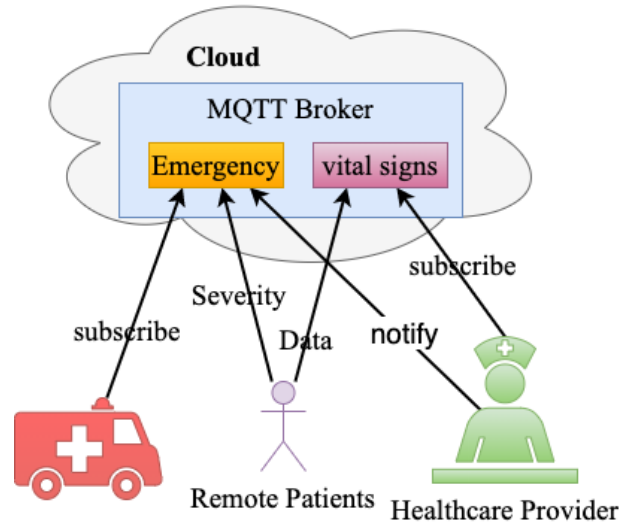 Cloud
MQTT Broker
Emergency
vital signs
subscribe
Severity
Data
notify
subscribe
Remote Patients
Healthcare Provider